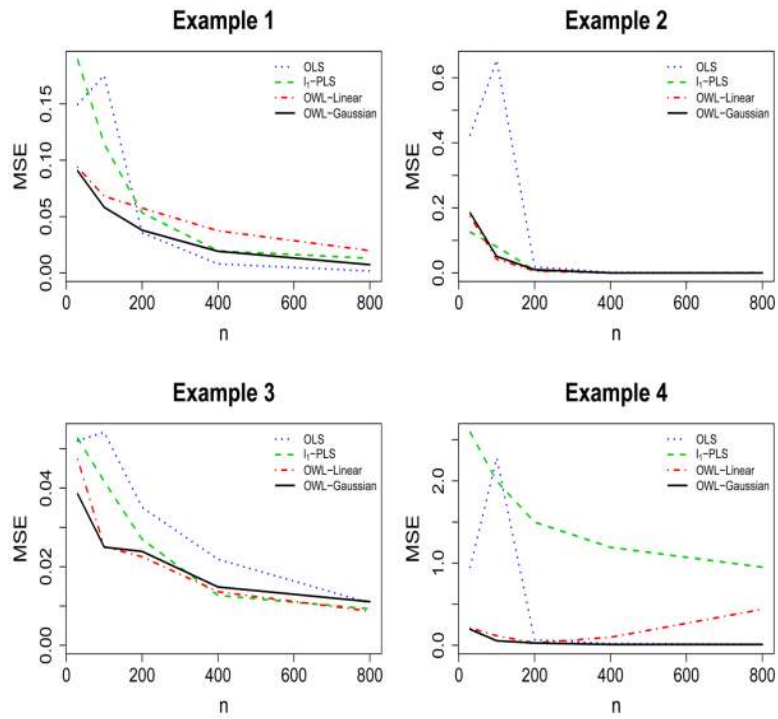 Example 1
MSE
0.00 0.05 0.10 0.15
0 200 400 600 800
n
OLS
l₁−PLS
OWL−Linear
OWL−Gaussian
Example 2
MSE
0.0 0.2 0.4 0.6
0 200 400 600 800
n
OLS
l₁−PLS
OWL−Linear
OWL−Gaussian
Example 3
MSE
0.00 0.02 0.04
0 200 400 600 800
n
OLS
l₁−PLS
OWL−Linear
OWL−Gaussian
Example 4
MSE
0.0 1.0 2.0
0 200 400 600 800
n
OLS
l₁−PLS
OWL−Linear
OWL−Gaussian